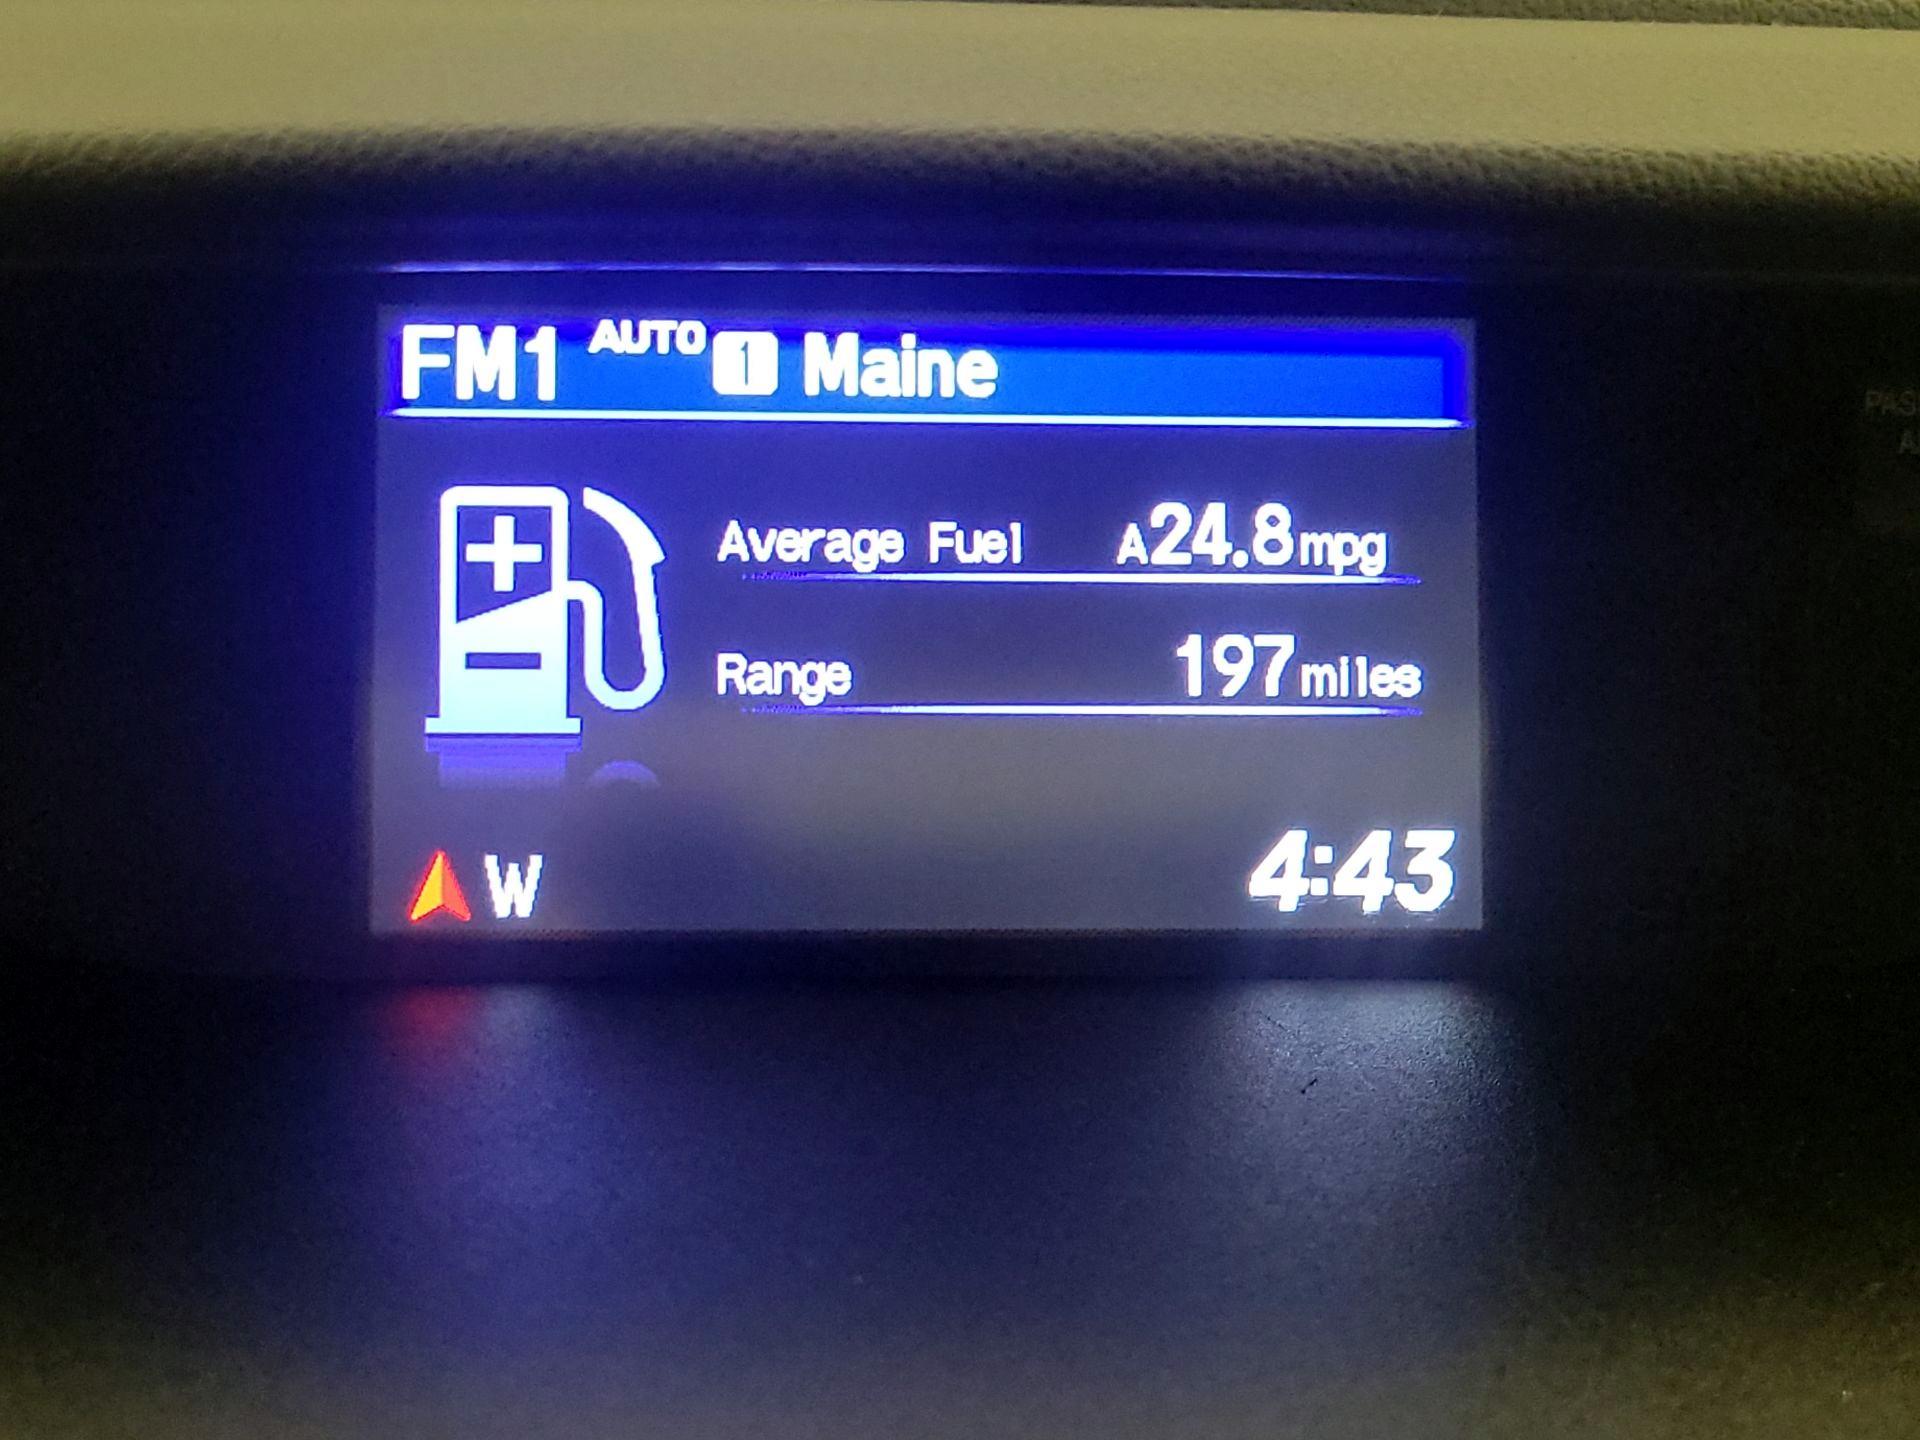 FM1 AUTO 1 Maine
Average Fuel A24.8mpg
Range 197miles
W 4:43